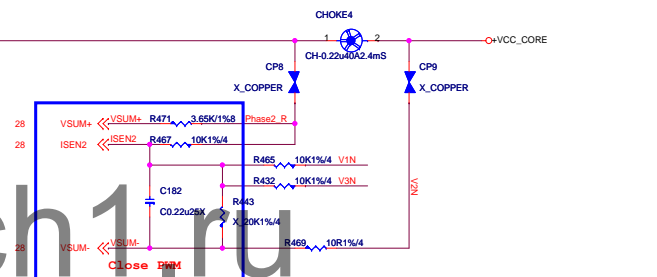 CHOKE4
1 2 +VCC_CORE
CH-0.22u40A2.4mS
CP8 CP9
X_COPPER X_COPPER
28 VSUM+ VSUM+ R471 3.65K/1%8 Phase2_R
28 ISEN2 ISEN2 R467 10K1%/4
R465 10K1%/4 V1N
R432 10K1%/4 V3N
V2N
C182
C0.22u25X
R443
X_20K1%/4
28 VSUM- VSUM- R469 10R1%/4
Close PWM
ch1.ru